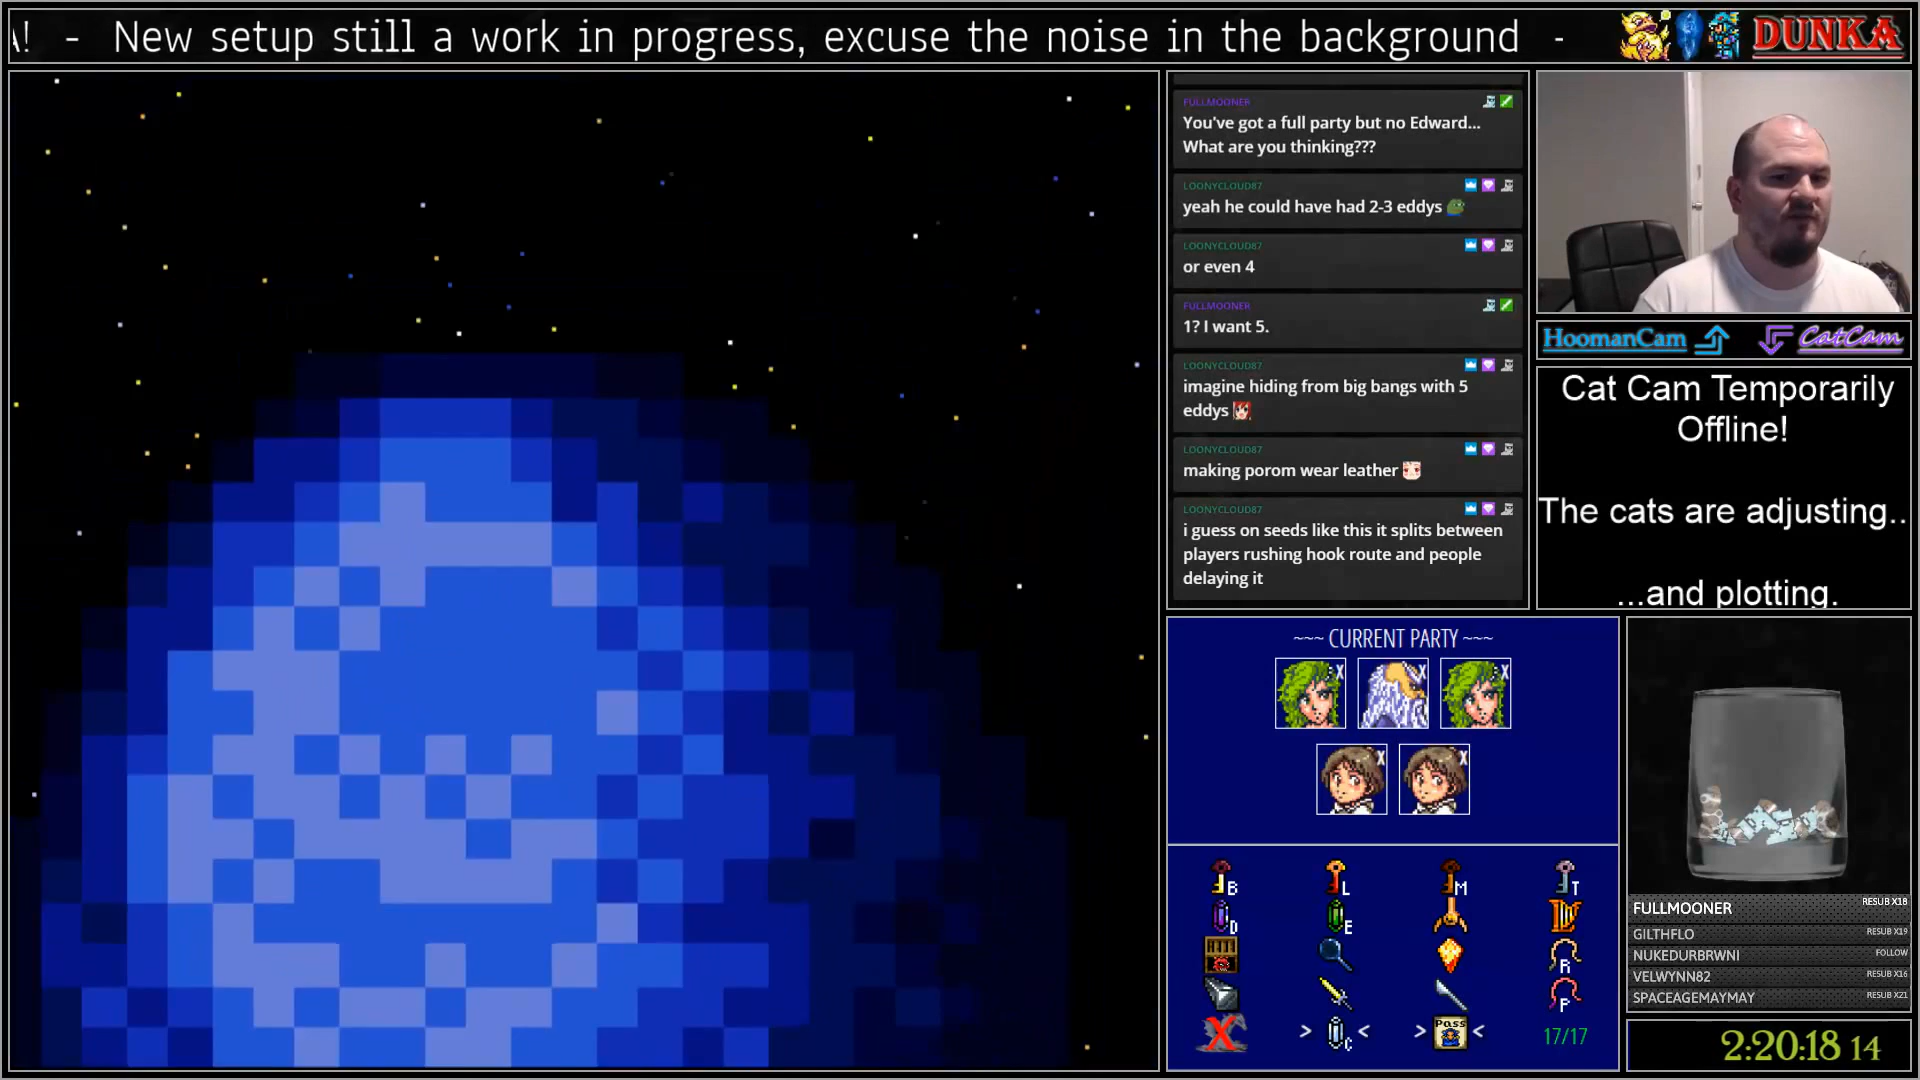 A! - New setup still a work in progress, excuse the noise in the background -
DUNKA
FULLMOONER
You've got a full party but no Edward...
What are you thinking???
LOONYCLOUD87
yeah he could have had 2-3 eddys
LOONYCLOUD87
or even 4
FULLMOONER
1? I want 5.
LOONYCLOUD87
imagine hiding from big bangs with 5
eddys
LOONYCLOUD87
making porom wear leather
LOONYCLOUD87
i guess on seeds like this it splits between
players rushing hook route and people
delaying it
HoomanCam
CatCam
Cat Cam Temporarily
Offline!
The cats are adjusting..
...and plotting.
~~~ CURRENT PARTY ~~~
X X X
X X
B L M T
D E
R
P
> C < > PASS < 17/17
FULLMOONER RESUB X18
GILTHFLO RESUB X19
NUKEDURBRWNI FOLLOW
VELWYNN82 RESUB X16
SPACEAGEMAYMAY RESUB X21
2:20:18 14